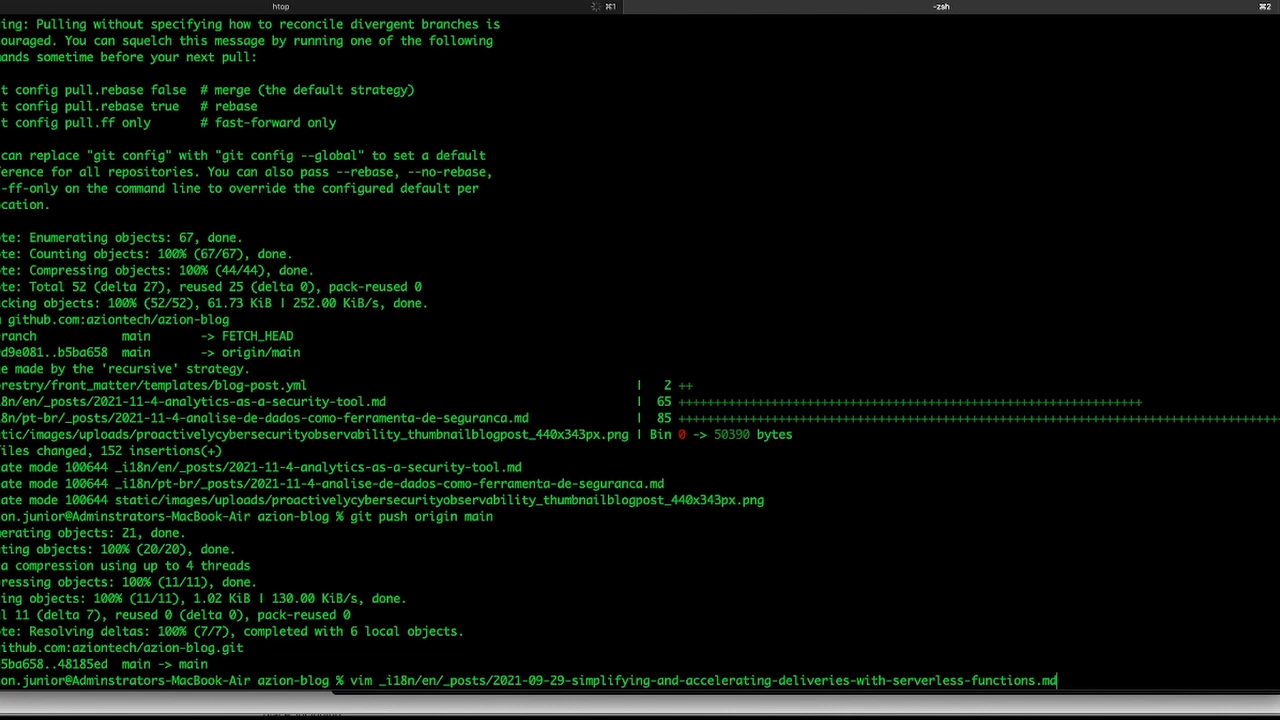 htop ⌘1 -zsh ⌘2
ing: Pulling without specifying how to reconcile divergent branches is
ouraged. You can squelch this message by running one of the following
ands sometime before your next pull:
t config pull.rebase false  # merge (the default strategy)
t config pull.rebase true   # rebase
t config pull.ff only       # fast-forward only
can replace "git config" with "git config --global" to set a default
erence for all repositories. You can also pass --rebase, --no-rebase,
-ff-only on the command line to override the configured default per
ocation.
ote: Enumerating objects: 67, done.
ote: Counting objects: 100% (67/67), done.
ote: Compressing objects: 100% (44/44), done.
ote: Total 52 (delta 27), reused 25 (delta 0), pack-reused 0
cking objects: 100% (52/52), 61.73 KiB | 252.00 KiB/s, done.
github.com:aziontech/azion-blog
ranch            main       -> FETCH_HEAD
d9e081..b5ba658  main       -> origin/main
e made by the 'recursive' strategy.
orestry/front_matter/templates/blog-post.yml | 2 ++
8n/en/_posts/2021-11-4-analytics-as-a-security-tool.md | 65 +++++++++++++++++++++++++++++++++++++++++++++++++++++++++++++++++
8n/pt-br/_posts/2021-11-4-analise-de-dados-como-ferramenta-de-seguranca.md | 85 +++++++++++++++++++++++++++++++++++++++++++++++++++++++++++++++++++++++++++++++++++
tic/images/uploads/proactivelycybersecurityobservability_thumbnailblogpost_440x343px.png | Bin 0 -> 50390 bytes
files changed, 152 insertions(+)
ate mode 100644 _i18n/en/_posts/2021-11-4-analytics-as-a-security-tool.md
ate mode 100644 _i18n/pt-br/_posts/2021-11-4-analise-de-dados-como-ferramenta-de-seguranca.md
ate mode 100644 static/images/uploads/proactivelycybersecurityobservability_thumbnailblogpost_440x343px.png
on.junior@Adminstrators-MacBook-Air azion-blog % git push origin main
erating objects: 21, done.
ting objects: 100% (20/20), done.
a compression using up to 4 threads
ressing objects: 100% (11/11), done.
ing objects: 100% (11/11), 1.02 KiB | 130.00 KiB/s, done.
l 11 (delta 7), reused 0 (delta 0), pack-reused 0
ote: Resolving deltas: 100% (7/7), completed with 6 local objects.
github.com:aziontech/azion-blog.git
5ba658..48185ed  main -> main
on.junior@Adminstrators-MacBook-Air azion-blog % vim _i18n/en/_posts/2021-09-29-simplifying-and-accelerating-deliveries-with-serverless-functions.md